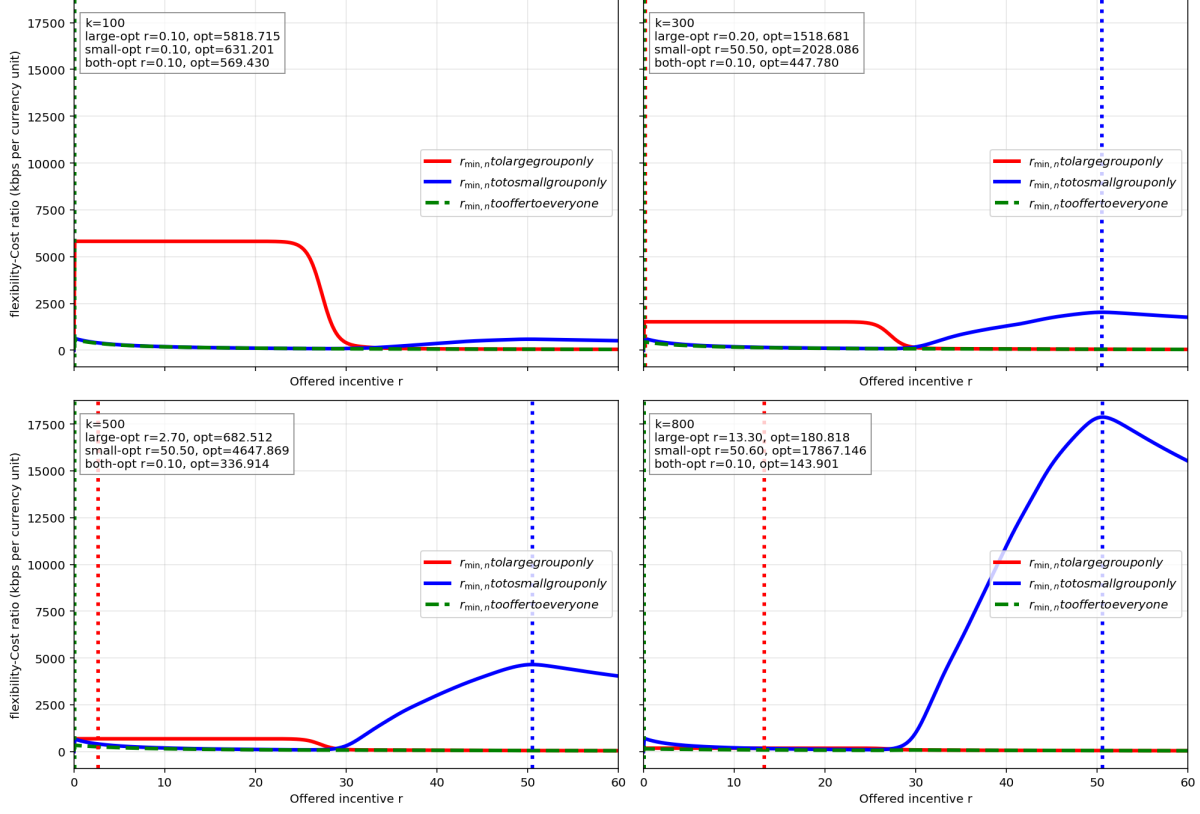 17500
15000
12500
10000
7500
5000
2500
0
flexibility-Cost ratio (kbps per currency unit)
k=100
large-opt r=0.10, opt=5818.715
small-opt r=0.10, opt=631.201
both-opt r=0.10, opt=569.430
r_min,n tolargegrouponly
r_min,n totosmallgrouponly
r_min,n tooffertoeveryone
Offered incentive r
k=300
large-opt r=0.20, opt=1518.681
small-opt r=50.50, opt=2028.086
both-opt r=0.10, opt=447.780
r_min,n tolargegrouponly
r_min,n totosmallgrouponly
r_min,n tooffertoeveryone
Offered incentive r
17500
15000
12500
10000
7500
5000
2500
0
flexibility-Cost ratio (kbps per currency unit)
k=500
large-opt r=2.70, opt=682.512
small-opt r=50.50, opt=4647.869
both-opt r=0.10, opt=336.914
r_min,n tolargegrouponly
r_min,n totosmallgrouponly
r_min,n tooffertoeveryone
0 10 20 30 40 50 60
Offered incentive r
k=800
large-opt r=13.30, opt=180.818
small-opt r=50.60, opt=17867.146
both-opt r=0.10, opt=143.901
r_min,n tolargegrouponly
r_min,n totosmallgrouponly
r_min,n tooffertoeveryone
0 10 20 30 40 50 60
Offered incentive r